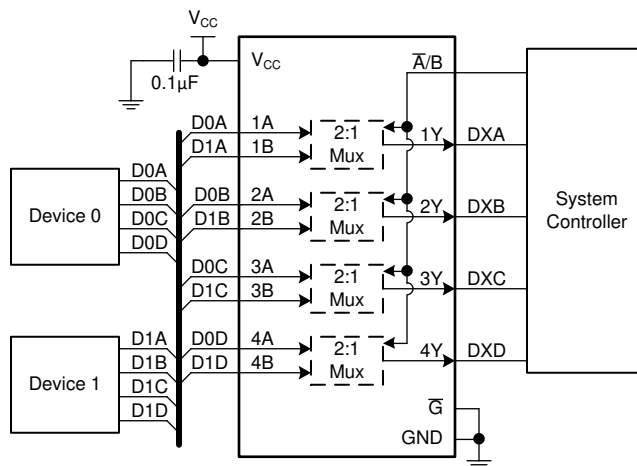 V_CC
0.1µF
V_CC
A̅/B
D0A 1A
D1A 1B
2:1
Mux
1Y DXA
D0B 2A
D1B 2B
2:1
Mux
2Y DXB
D0C 3A
D1C 3B
2:1
Mux
3Y DXC
D0D 4A
D1D 4B
2:1
Mux
4Y DXD
G̅
GND
Device 0
D0A
D0B
D0C
D0D
Device 1
D1A
D1B
D1C
D1D
System
Controller